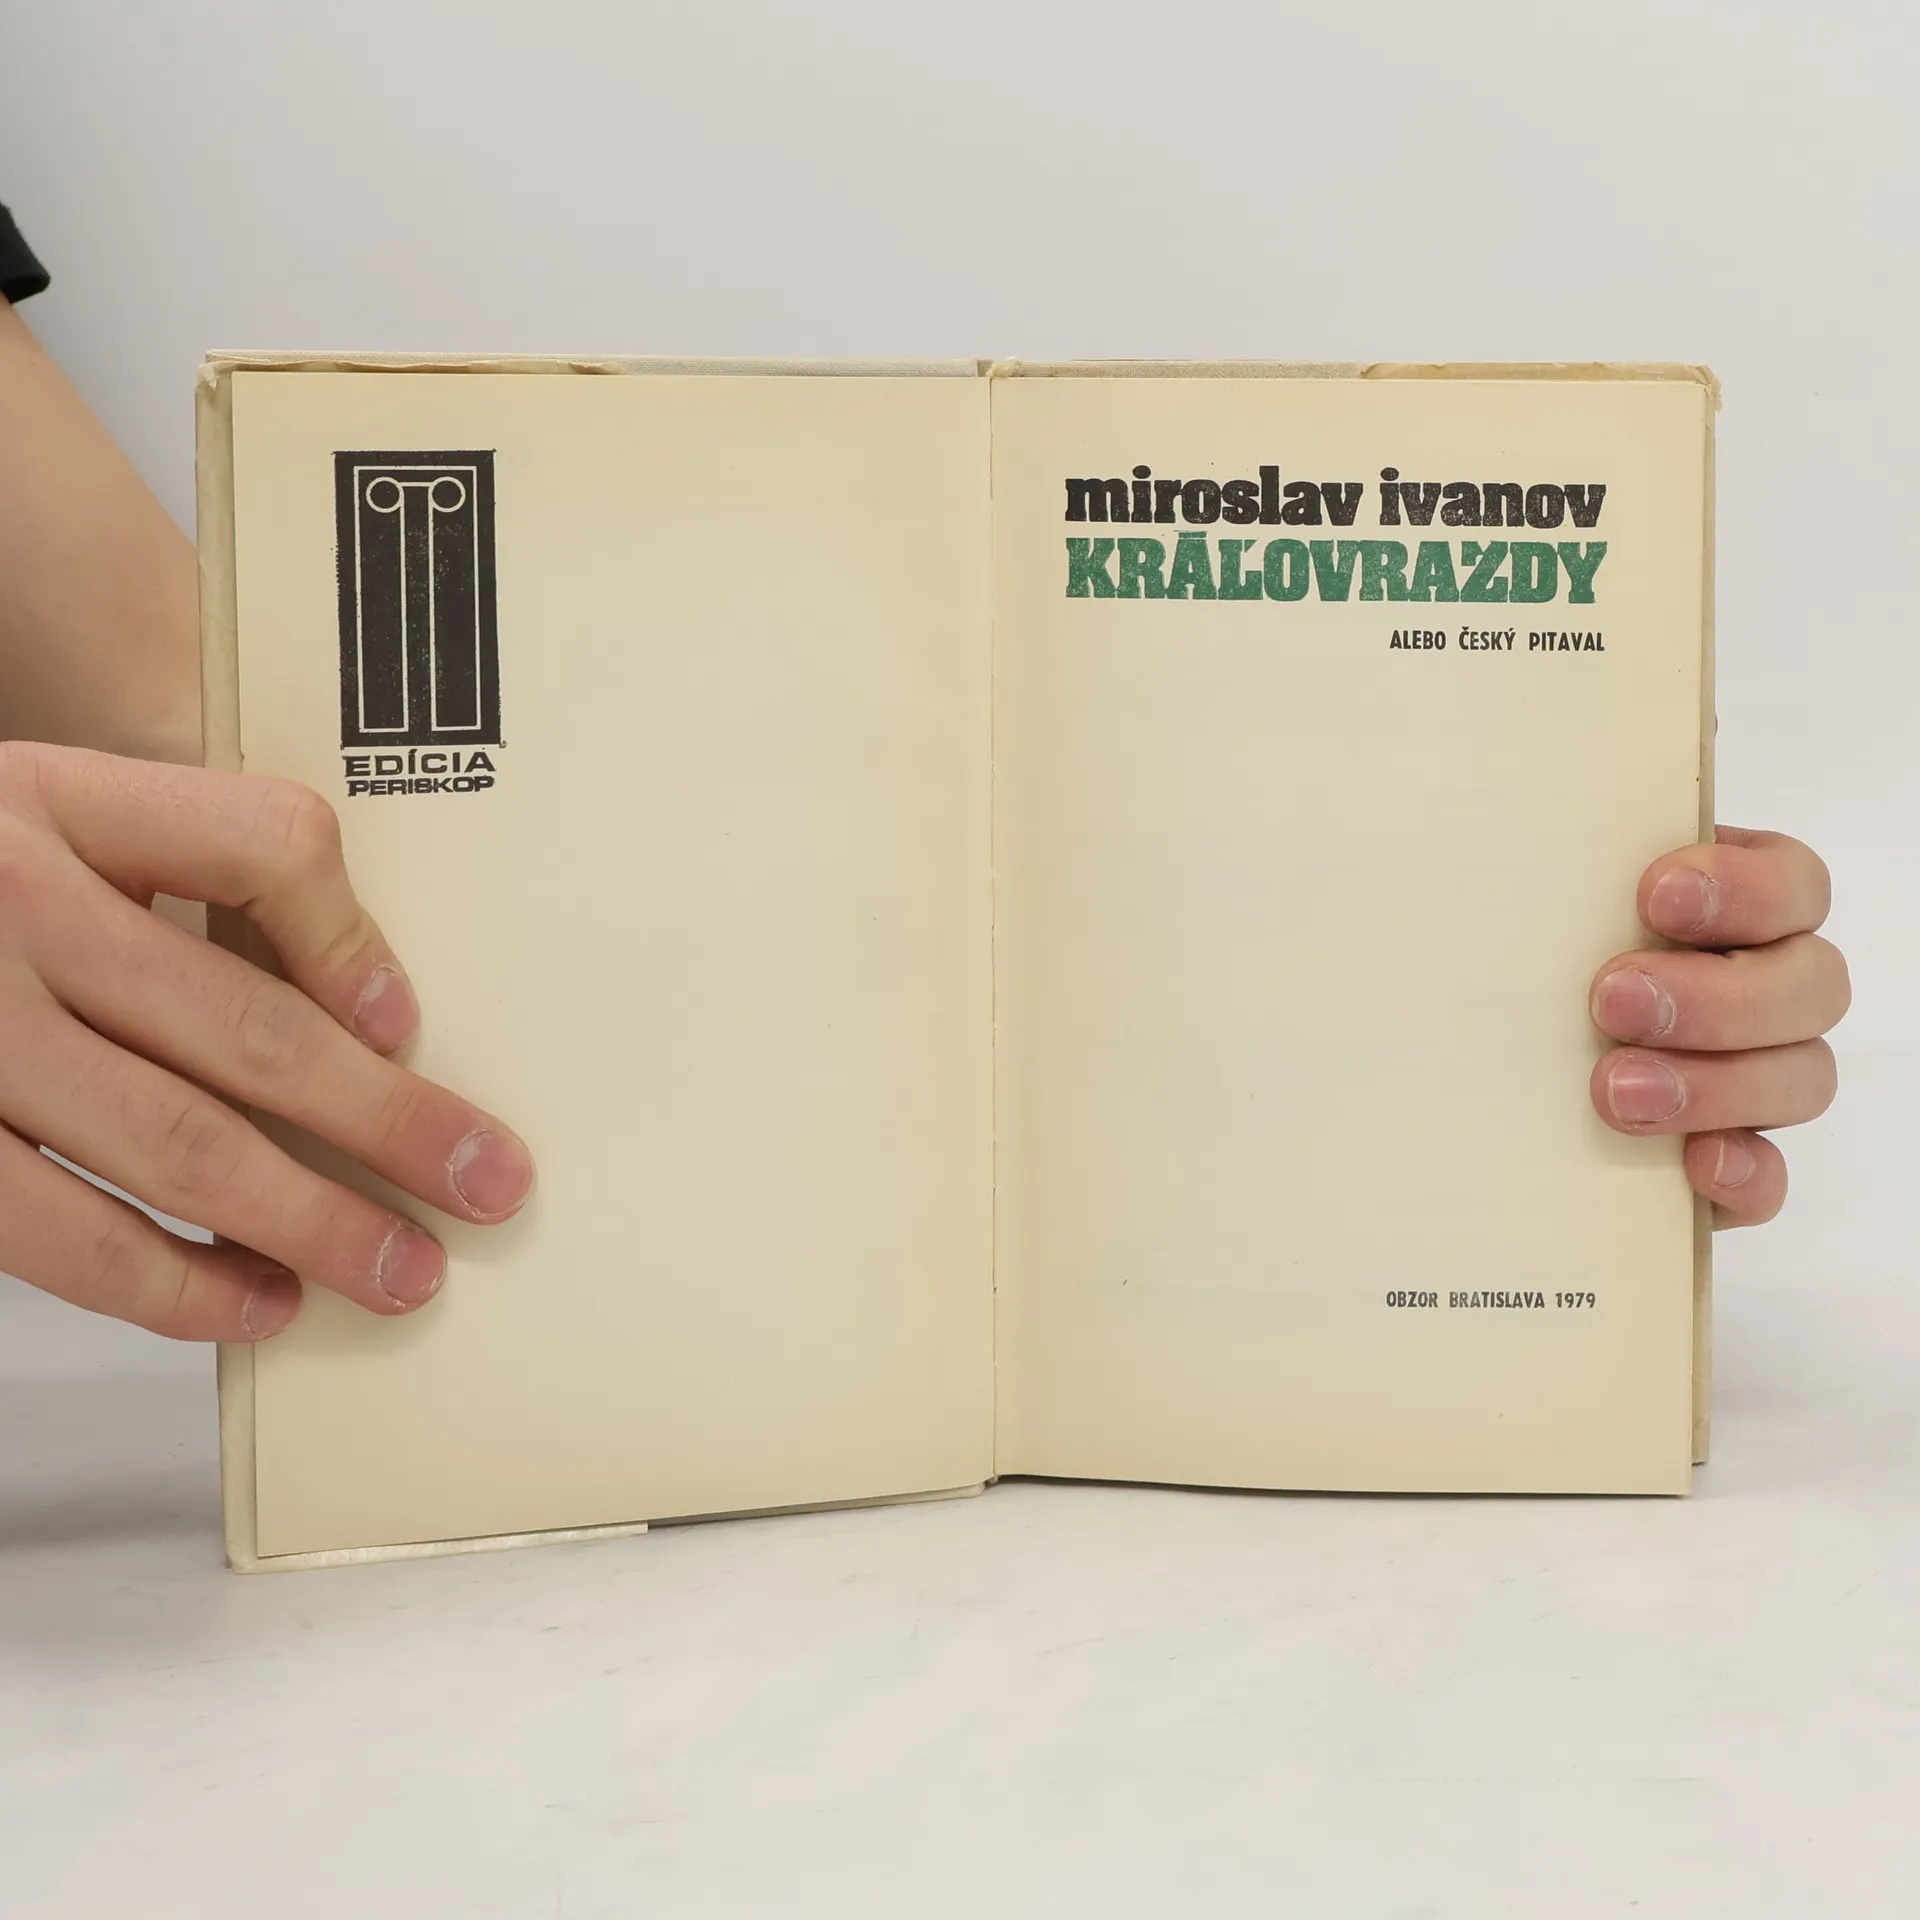 EDÍCIA
PERISKOP
miroslav ivanov
KRÁĽOVRAŽDY
ALEBO ČESKÝ PITAVAL
OBZOR BRATISLAVA 1979